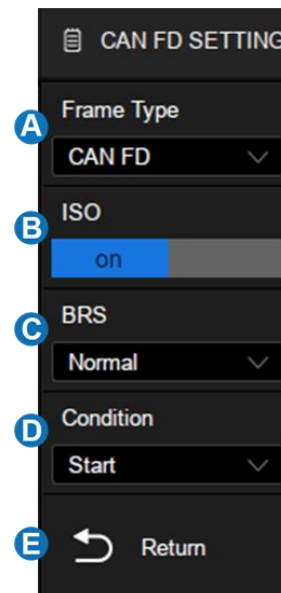 CAN FD SETTING
A
Frame Type
CAN FD
B
ISO
on
C
BRS
Normal
D
Condition
Start
E
Return